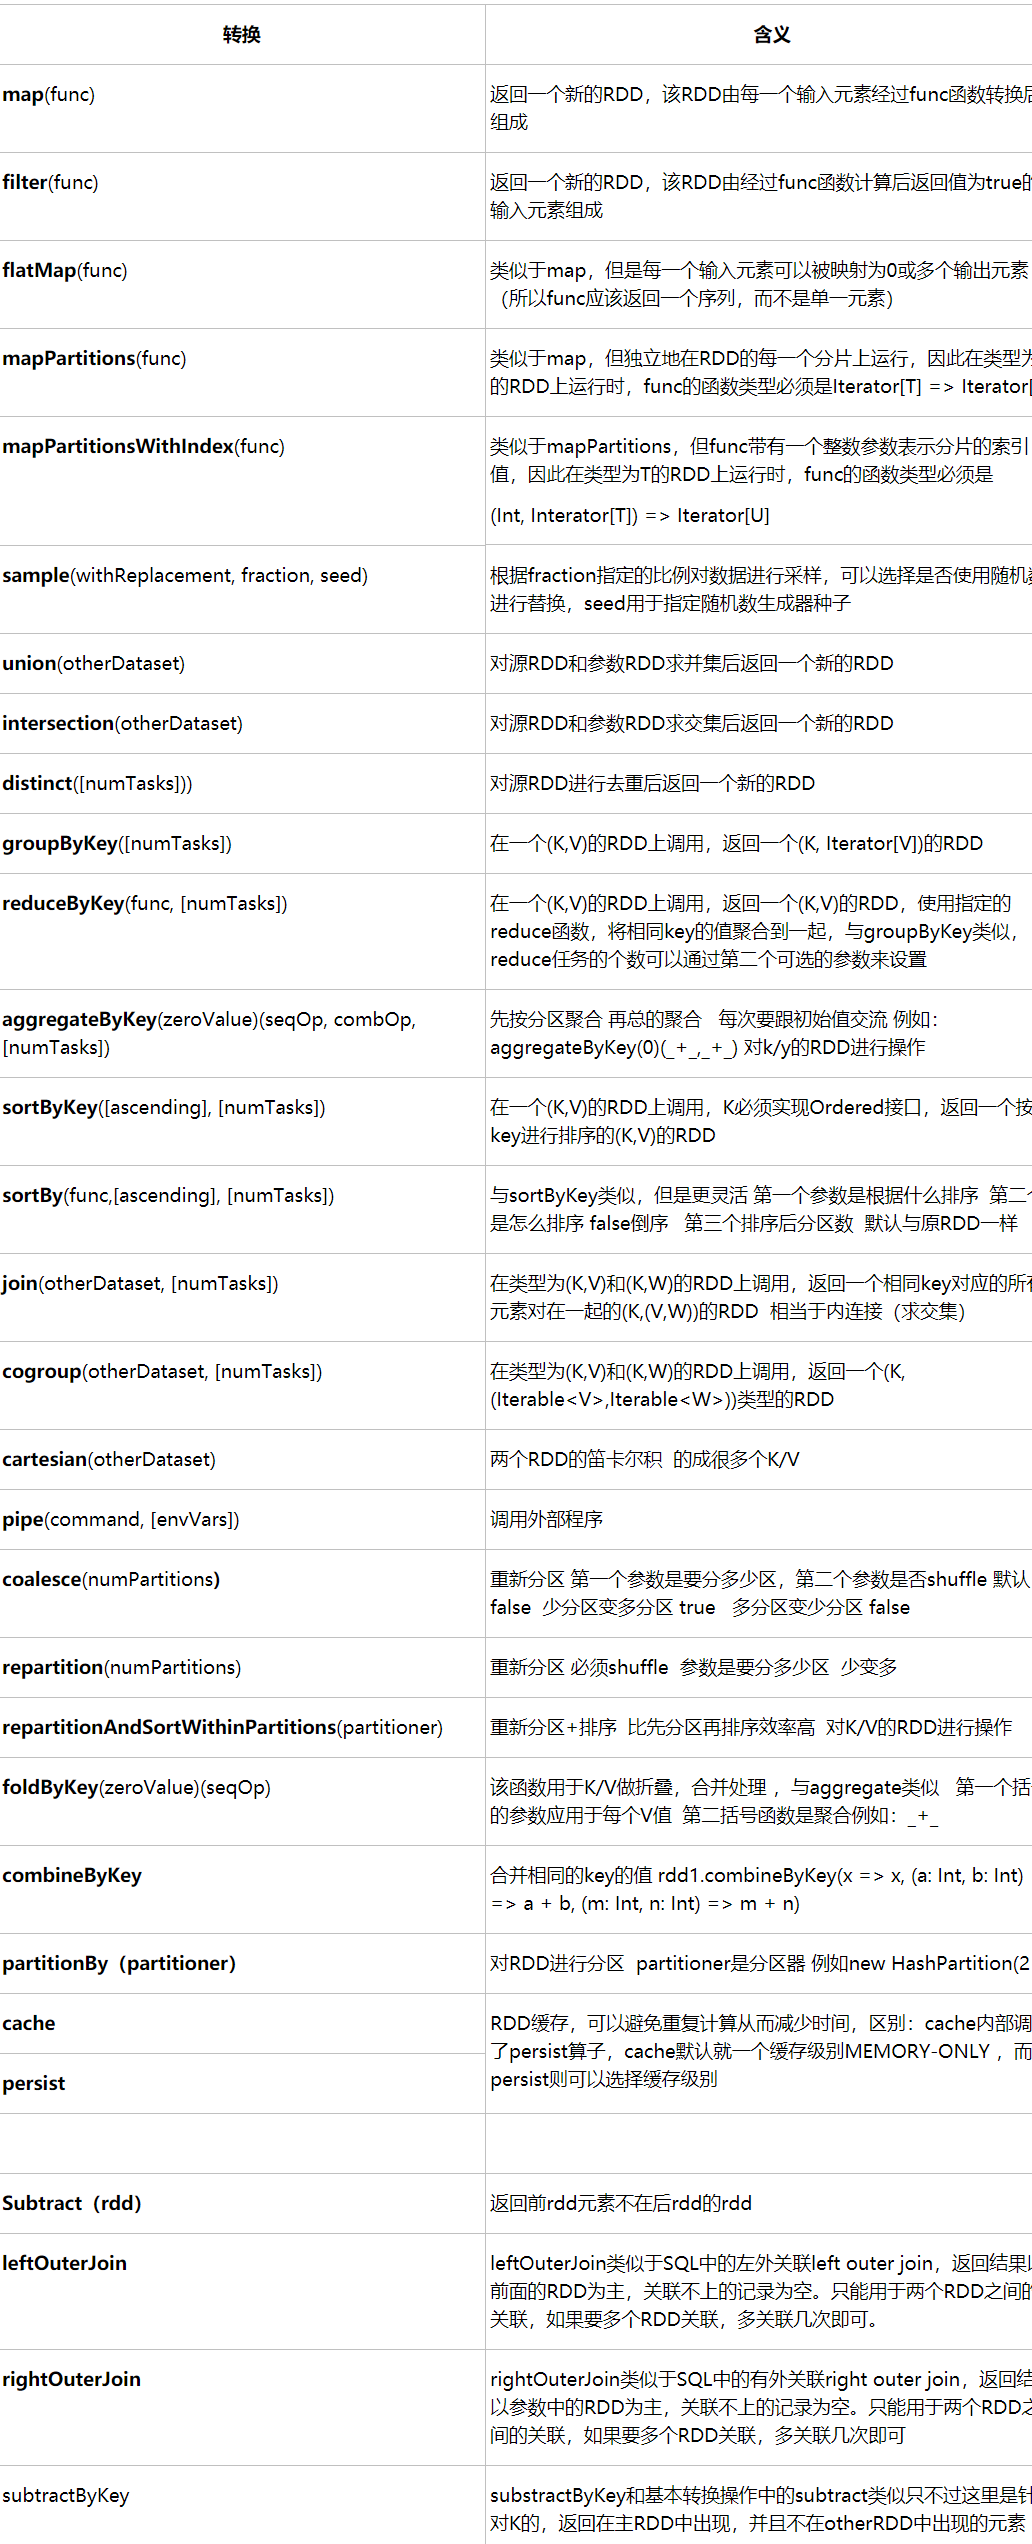 转换
含义
map(func)
返回一个新的RDD，该RDD由每一个输入元素经过func函数转换后
组成
filter(func)
返回一个新的RDD，该RDD由经过func函数计算后返回值为true的
输入元素组成
flatMap(func)
类似于map，但是每一个输入元素可以被映射为0或多个输出元素
（所以func应该返回一个序列，而不是单一元素）
mapPartitions(func)
类似于map，但独立地在RDD的每一个分片上运行，因此在类型为
的RDD上运行时，func的函数类型必须是Iterator[T] => Iterator[
mapPartitionsWithIndex(func)
类似于mapPartitions，但func带有一个整数参数表示分片的索引
值，因此在类型为T的RDD上运行时，func的函数类型必须是
(Int, Interator[T]) => Iterator[U]
sample(withReplacement, fraction, seed)
根据fraction指定的比例对数据进行采样，可以选择是否使用随机数
进行替换，seed用于指定随机数生成器种子
union(otherDataset)
对源RDD和参数RDD求并集后返回一个新的RDD
intersection(otherDataset)
对源RDD和参数RDD求交集后返回一个新的RDD
distinct([numTasks]))
对源RDD进行去重后返回一个新的RDD
groupByKey([numTasks])
在一个(K,V)的RDD上调用，返回一个(K, Iterator[V])的RDD
reduceByKey(func, [numTasks])
在一个(K,V)的RDD上调用，返回一个(K,V)的RDD，使用指定的
reduce函数，将相同key的值聚合到一起，与groupByKey类似，
reduce任务的个数可以通过第二个可选的参数来设置
aggregateByKey(zeroValue)(seqOp, combOp,
[numTasks])
先按分区聚合 再总的聚合 每次要跟初始值交流 例如：
aggregateByKey(0)(_+_,_+_) 对k/y的RDD进行操作
sortByKey([ascending], [numTasks])
在一个(K,V)的RDD上调用，K必须实现Ordered接口，返回一个按
key进行排序的(K,V)的RDD
sortBy(func,[ascending], [numTasks])
与sortByKey类似，但是更灵活 第一个参数是根据什么排序 第二个
是怎么排序 false倒序 第三个排序后分区数 默认与原RDD一样
join(otherDataset, [numTasks])
在类型为(K,V)和(K,W)的RDD上调用，返回一个相同key对应的所有
元素对在一起的(K,(V,W))的RDD 相当于内连接（求交集）
cogroup(otherDataset, [numTasks])
在类型为(K,V)和(K,W)的RDD上调用，返回一个(K,
(Iterable<V>,Iterable<W>))类型的RDD
cartesian(otherDataset)
两个RDD的笛卡尔积 的成很多个K/V
pipe(command, [envVars])
调用外部程序
coalesce(numPartitions)
重新分区 第一个参数是要分多少区，第二个参数是否shuffle 默认
false 少分区变多分区 true 多分区变少分区 false
repartition(numPartitions)
重新分区 必须shuffle 参数是要分多少区 少变多
repartitionAndSortWithinPartitions(partitioner)
重新分区+排序 比先分区再排序效率高 对K/V的RDD进行操作
foldByKey(zeroValue)(seqOp)
该函数用于K/V做折叠，合并处理 ，与aggregate类似 第一个括号
的参数应用于每个V值 第二括号函数是聚合例如：_+_
combineByKey
合并相同的key的值 rdd1.combineByKey(x => x, (a: Int, b: Int)
=> a + b, (m: Int, n: Int) => m + n)
partitionBy（partitioner）
对RDD进行分区 partitioner是分区器 例如new HashPartition(2
cache
RDD缓存，可以避免重复计算从而减少时间，区别：cache内部调
了persist算子，cache默认就一个缓存级别MEMORY-ONLY ，而
persist
persist则可以选择缓存级别
Subtract（rdd）
返回前rdd元素不在后rdd的rdd
leftOuterJoin
leftOuterJoin类似于SQL中的左外关联left outer join，返回结果以
前面的RDD为主，关联不上的记录为空。只能用于两个RDD之间的
关联，如果要多个RDD关联，多关联几次即可。
rightOuterJoin
rightOuterJoin类似于SQL中的有外关联right outer join，返回结
以参数中的RDD为主，关联不上的记录为空。只能用于两个RDD之
间的关联，如果要多个RDD关联，多关联几次即可
subtractByKey
substractByKey和基本转换操作中的subtract类似只不过这里是针
对K的，返回在主RDD中出现，并且不在otherRDD中出现的元素